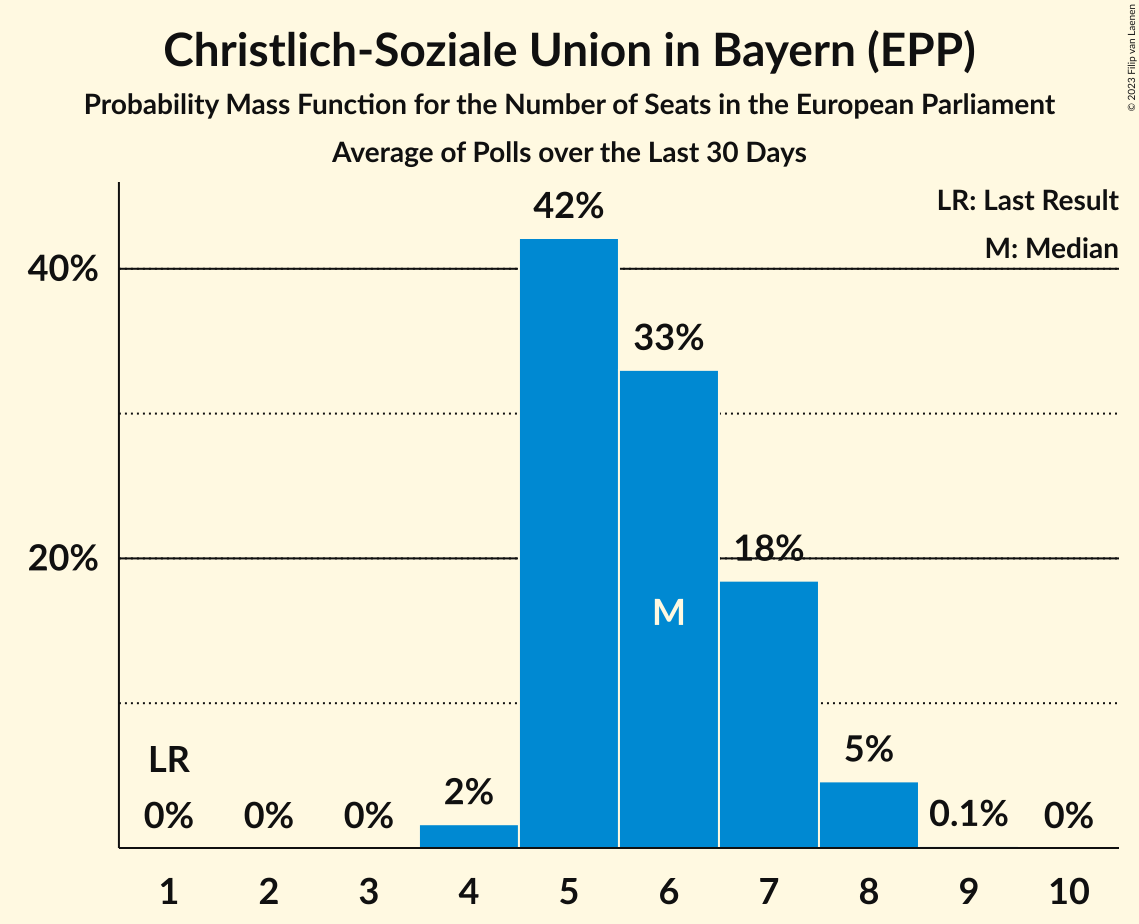 Christlich-Soziale Union in Bayern (EPP)
Probability Mass Function for the Number of Seats in the European Parliament
Average of Polls over the Last 30 Days
© 2023 Filip van Laenen
LR: Last Result
M: Median
42%
40%
33%
20%
18%
M
LR
0%
0%
0%
2%
5%
0.1%
0%
1 2 3 4 5 6 7 8 9 10